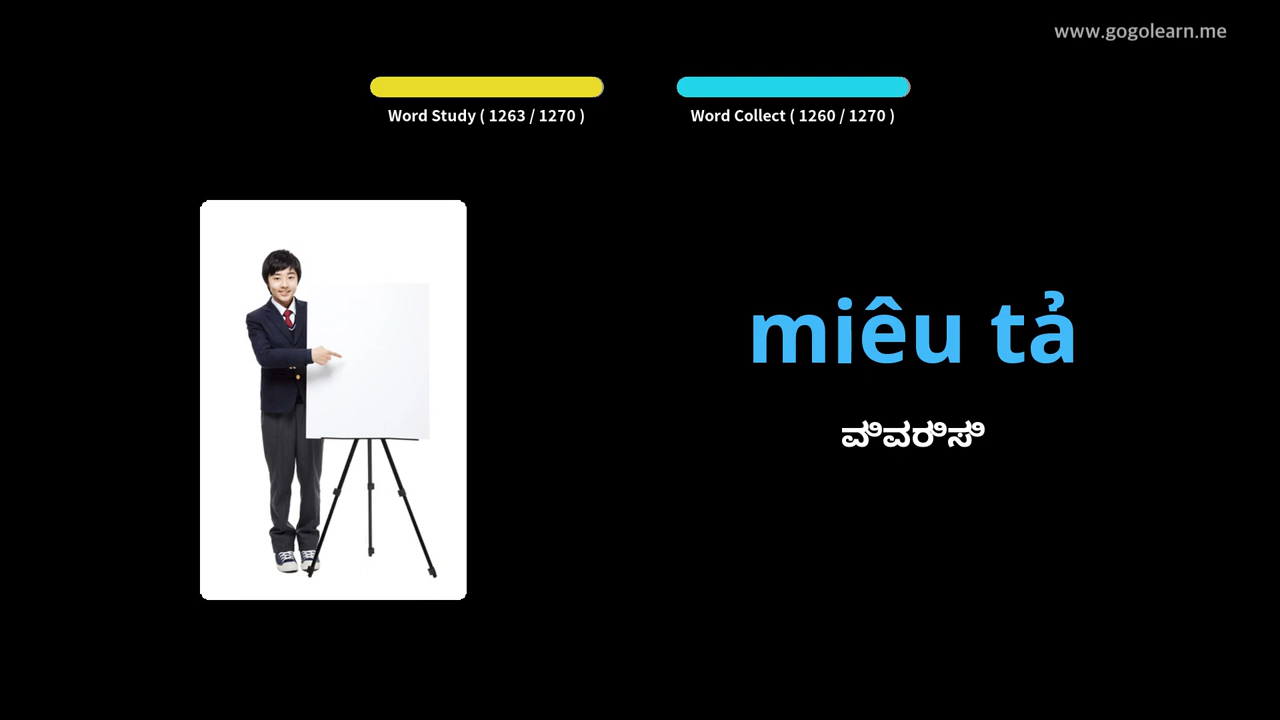 www.gogolearn.me
Word Study ( 1263 / 1270 )
Word Collect ( 1260 / 1270 )
miêu tả
ವಿವರಿಸಿ